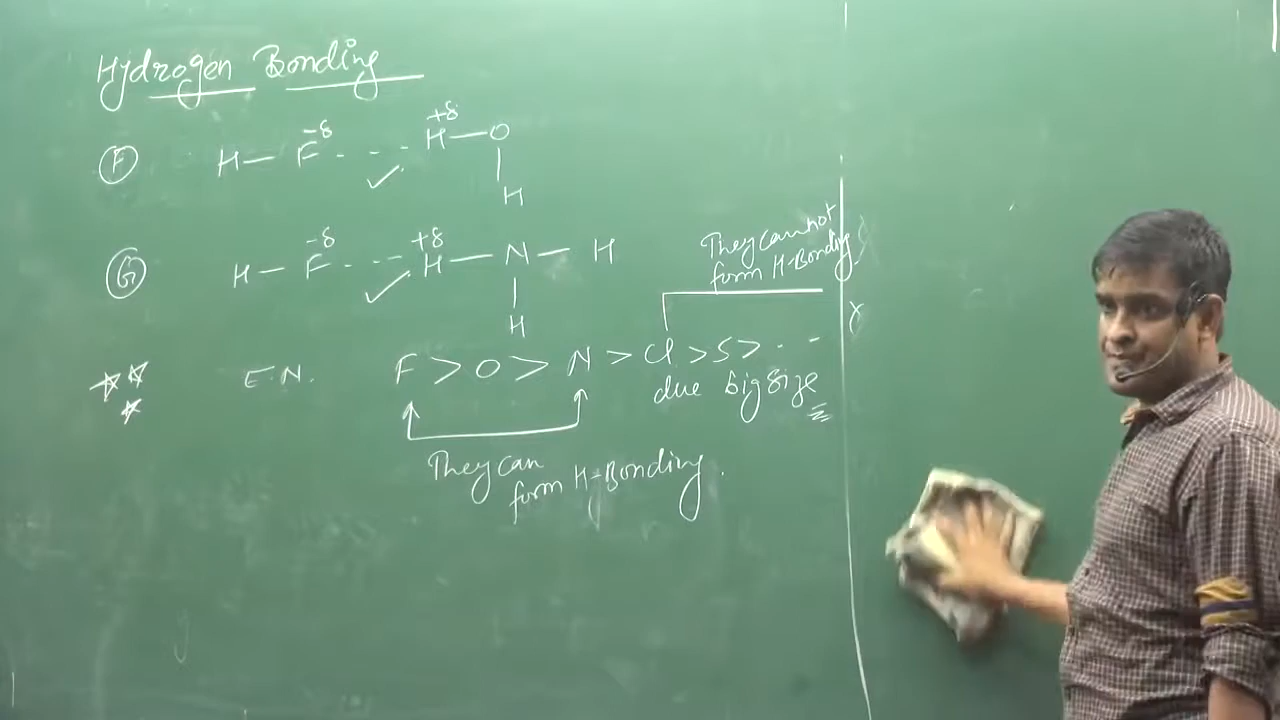 Hydrogen Bonding
-δ +δ
(F) H — F - - - H — O
H
-δ +δ
(G) H — F - - - H — N — H
H
They cannot
form H-Bonding
E.N. F > O > N > Cl > S > - - -
due big size
They can
form H-Bonding.